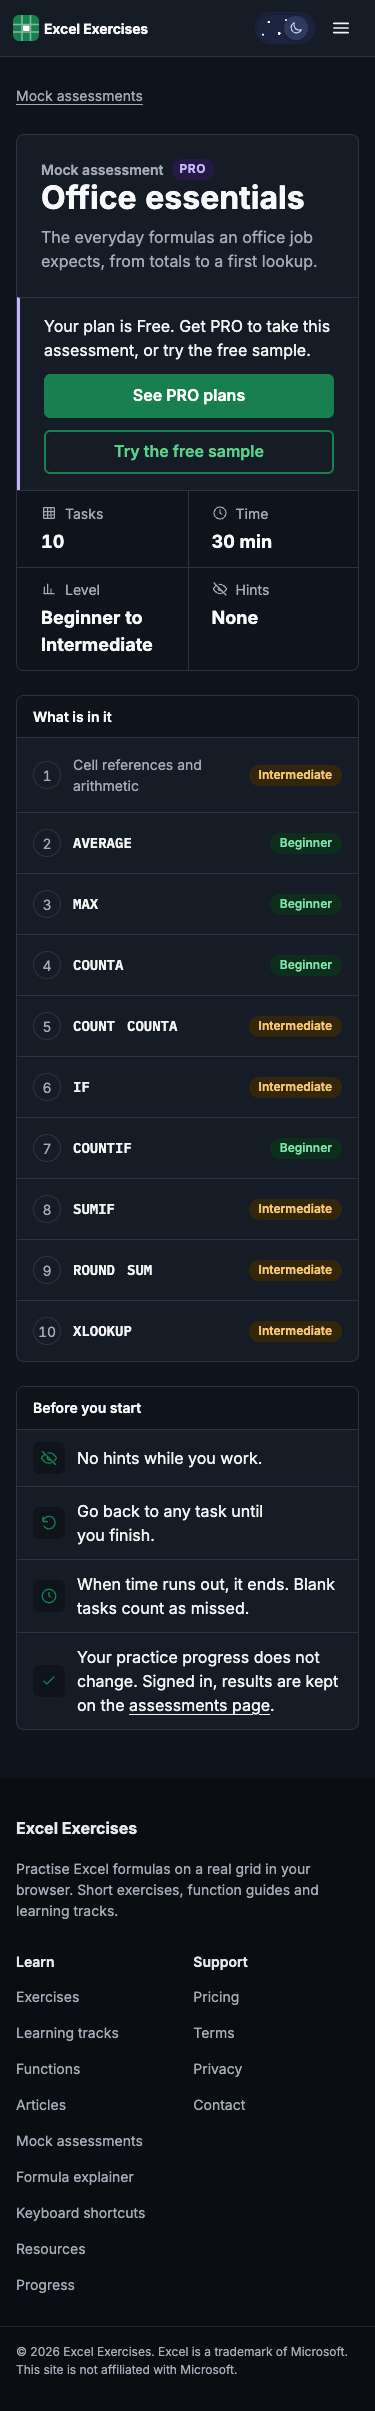 Excel Exercises
Mock assessments
Mock assessment PRO
Office essentials
The everyday formulas an office job
expects, from totals to a first lookup.
Your plan is Free. Get PRO to take this
assessment, or try the free sample.
See PRO plans
Try the free sample
Tasks
10
Time
30 min
Level
Beginner to
Intermediate
Hints
None
What is in it
1 Cell references and
arithmetic Intermediate
2 AVERAGE Beginner
3 MAX Beginner
4 COUNTA Beginner
5 COUNT COUNTA Intermediate
6 IF Intermediate
7 COUNTIF Beginner
8 SUMIF Intermediate
9 ROUND SUM Intermediate
10 XLOOKUP Intermediate
Before you start
No hints while you work.
Go back to any task until
you finish.
When time runs out, it ends. Blank
tasks count as missed.
Your practice progress does not
change. Signed in, results are kept
on the assessments page.
Excel Exercises
Practise Excel formulas on a real grid in your
browser. Short exercises, function guides and
learning tracks.
Learn
Exercises
Learning tracks
Functions
Articles
Mock assessments
Formula explainer
Keyboard shortcuts
Resources
Progress
Support
Pricing
Terms
Privacy
Contact
© 2026 Excel Exercises. Excel is a trademark of Microsoft.
This site is not affiliated with Microsoft.